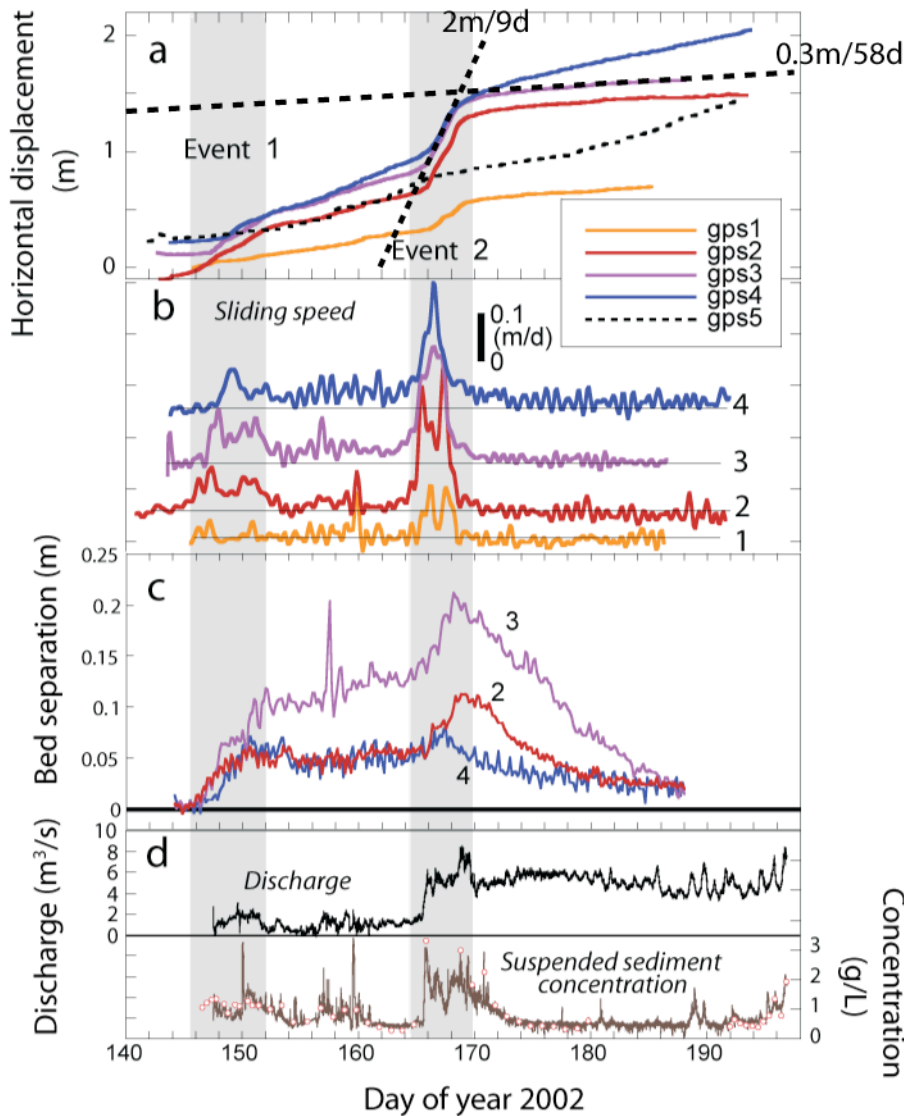 a
2m/9d
0.3m/58d
2
1
0
Horizontal displacement
(m)
Event 1
Event 2
gps1
gps2
gps3
gps4
gps5
b
Sliding speed
0.1
(m/d)
0
4
3
2
1
Bed separation (m)
0.25
0.2
0.15
0.1
0.05
0
c
3
2
4
Discharge (m³/s)
10
8
6
4
2
0
d
Discharge
Suspended sediment
concentration
3
2
1
0
Concentration
(g/L)
140 150 160 170 180 190
Day of year 2002